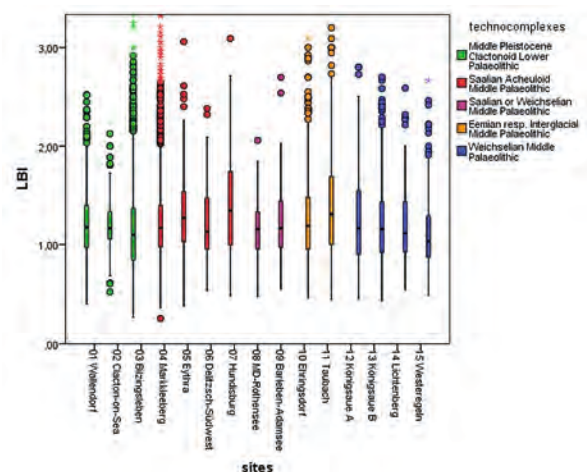 technocomplexes
Middle Pleistocene
Clactonoid Lower
Palaeolithic
Saalian Acheuloid
Middle Palaeolithic
Saalian or Weichselian
Middle Palaeolithic
Eemian resp. Interglacial
Middle Palaeolithic
Weichselian Middle
Palaeolithic
LBI
3,00
2,00
1,00
,00
01 Wallendorf
02 Clacton-on-Sea
03 Bilzingsleben
04 Markkleeberg
05 Eythra
06 Delitzsch-Südwest
07 Hundisburg
08 MD-Rothensee
09 Barleben-Adamsee
10 Ehringsdorf
11 Taubach
12 Königsaue A
13 Königsaue B
14 Lichtenberg
15 Westeregeln
sites